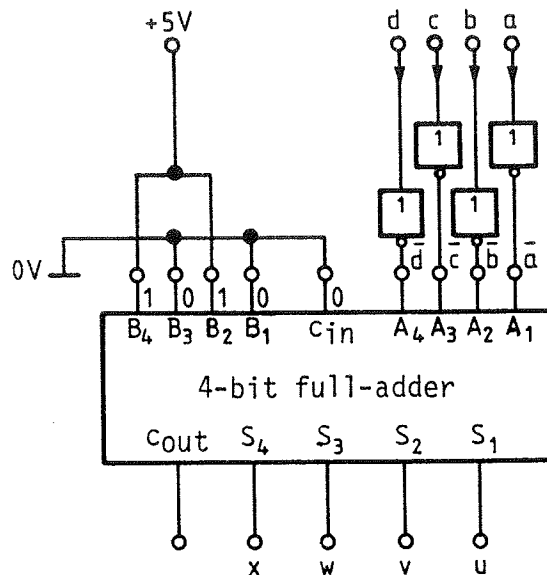 +5V d c b a
1 1
1 1
d̄ c̄ b̄ ā
0V
1 0 1 0 0
B₄ B₃ B₂ B₁ Cin A₄ A₃ A₂ A₁
4-bit full-adder
Cout S₄ S₃ S₂ S₁
x w v u